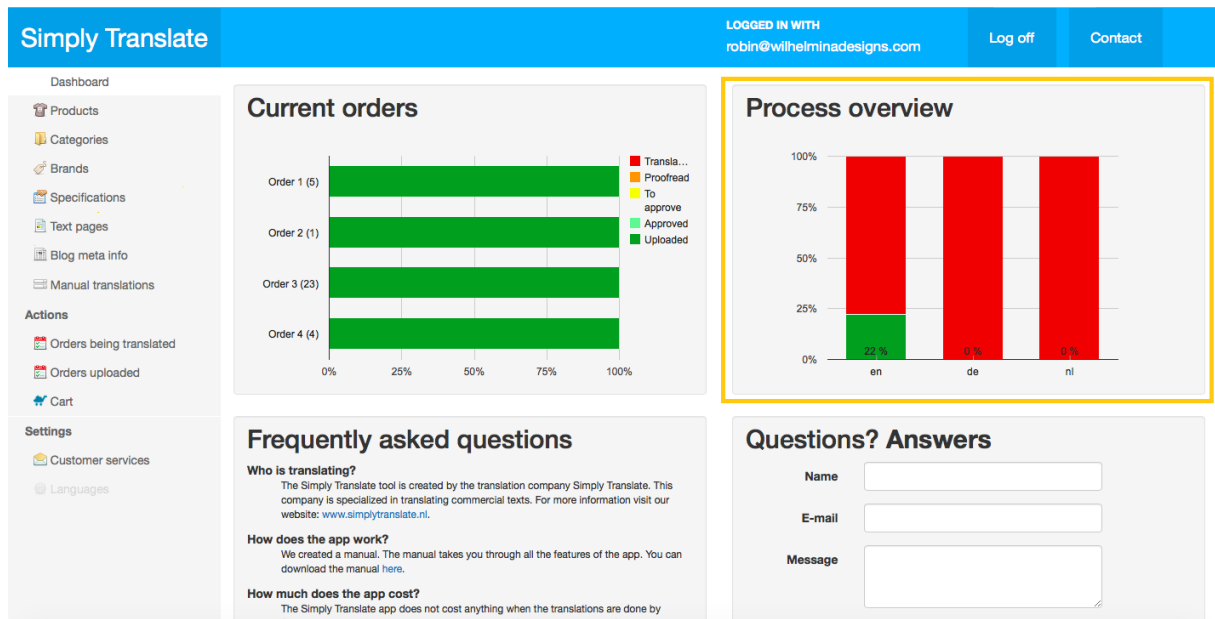 Simply Translate
LOGGED IN WITH
robin@wilhelminadesigns.com
Log off
Contact
Dashboard
Products
Categories
Brands
Specifications
Text pages
Blog meta info
Manual translations
Actions
Orders being translated
Orders uploaded
Cart
Settings
Customer services
Languages
Current orders
Order 1 (5)
Order 2 (1)
Order 3 (23)
Order 4 (4)
0%
25%
50%
75%
100%
Transla...
Proofread
To
approve
Approved
Uploaded
Process overview
100%
75%
50%
25%
0%
22 %
0 %
0 %
en
de
nl
Frequently asked questions
Who is translating?
The Simply Translate tool is created by the translation company Simply Translate. This
company is specialized in translating commercial texts. For more information visit our
website: www.simplytranslate.nl.
How does the app work?
We created a manual. The manual takes you through all the features of the app. You can
download the manual here.
How much does the app cost?
The Simply Translate app does not cost anything when the translations are done by
Questions? Answers
Name
E-mail
Message